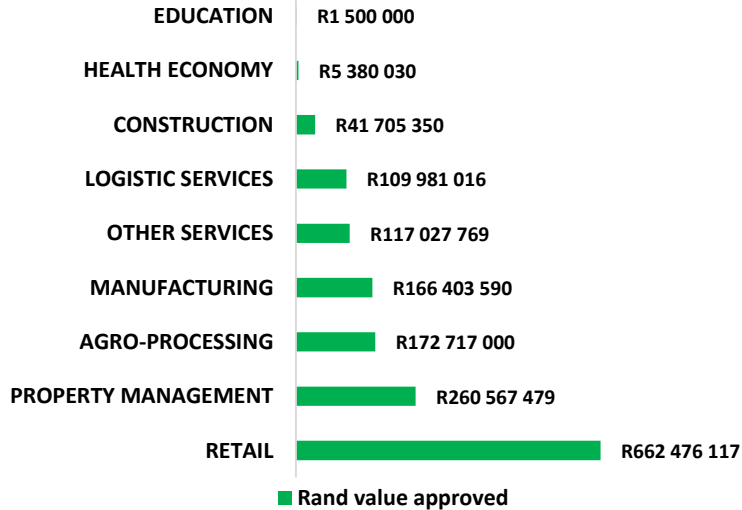 EDUCATION R1 500 000
HEALTH ECONOMY R5 380 030
CONSTRUCTION R41 705 350
LOGISTIC SERVICES R109 981 016
OTHER SERVICES R117 027 769
MANUFACTURING R166 403 590
AGRO-PROCESSING R172 717 000
PROPERTY MANAGEMENT R260 567 479
RETAIL R662 476 117
Rand value approved